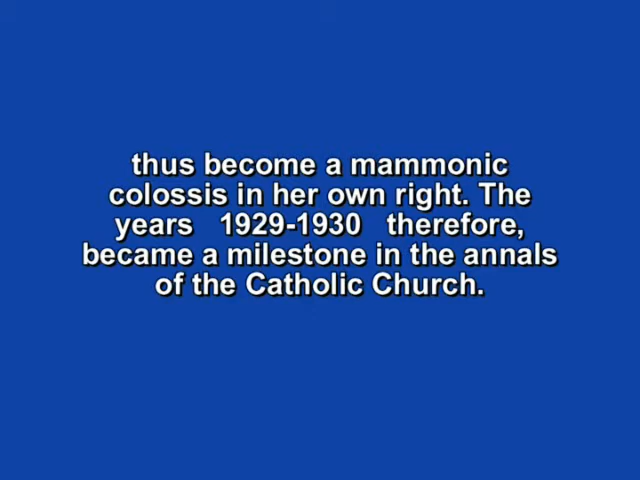 thus become a mammonic
colossis in her own right. The
years 1929-1930 therefore,
became a milestone in the annals
of the Catholic Church.